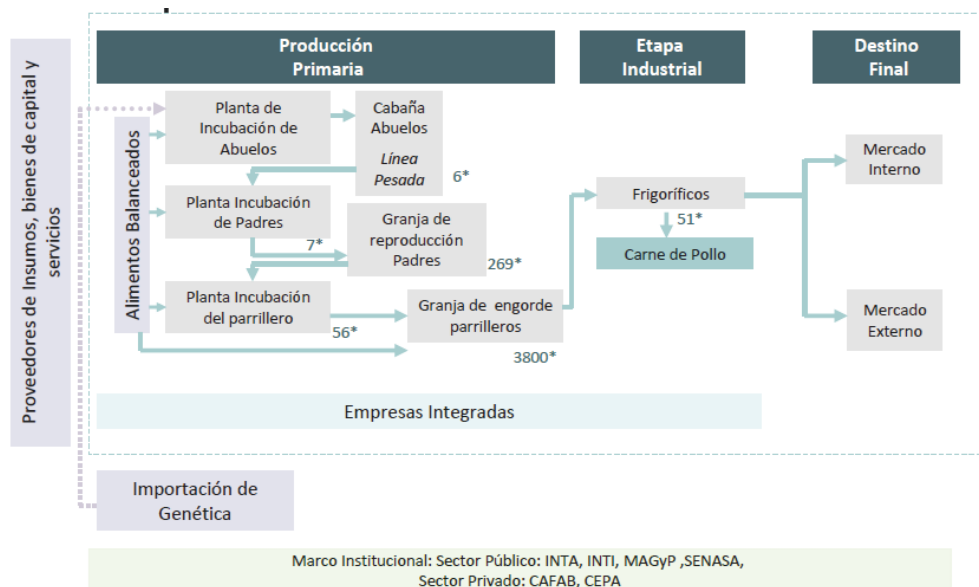 Proveedores de Insumos, bienes de capital y
servicios
Producción
Primaria
Etapa
Industrial
Destino
Final
Alimentos Balanceados
Planta de
Incubación de
Abuelos
Cabaña
Abuelos
Línea
Pesada
6*
Planta Incubación
de Padres
7*
Granja de
reproducción
Padres
269*
Planta Incubación
del parrillero
56*
Granja de engorde
parrilleros
3800*
Frigoríficos
51*
Carne de Pollo
Mercado
Interno
Mercado
Externo
Empresas Integradas
Importación de
Genética
Marco Institucional: Sector Público: INTA, INTI, MAGyP ,SENASA,
Sector Privado: CAFAB, CEPA